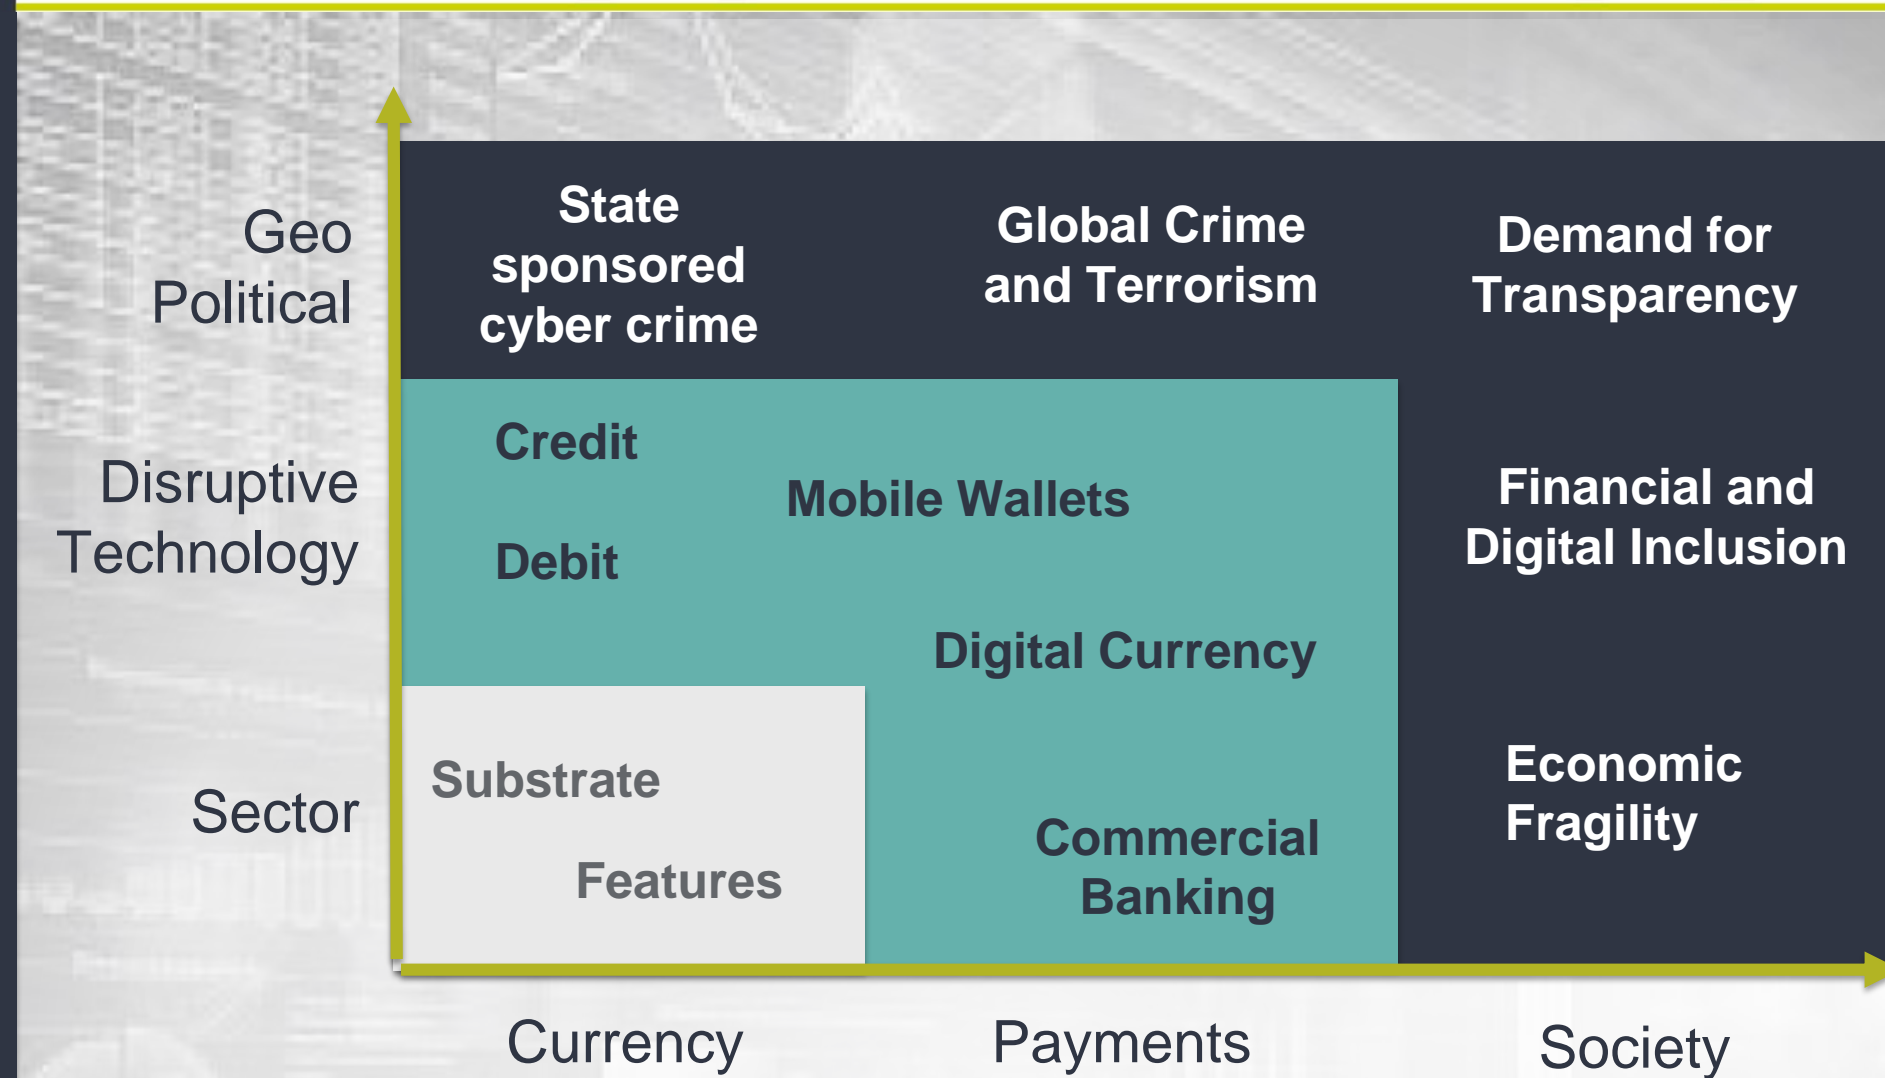 Geo
Political
State
sponsored
cyber crime
Global Crime
and Terrorism
Demand for
Transparency
Disruptive
Technology
Credit
Mobile Wallets
Debit
Digital Currency
Financial and
Digital Inclusion
Sector
Substrate
Features
Commercial
Banking
Economic
Fragility
Currency
Payments
Society